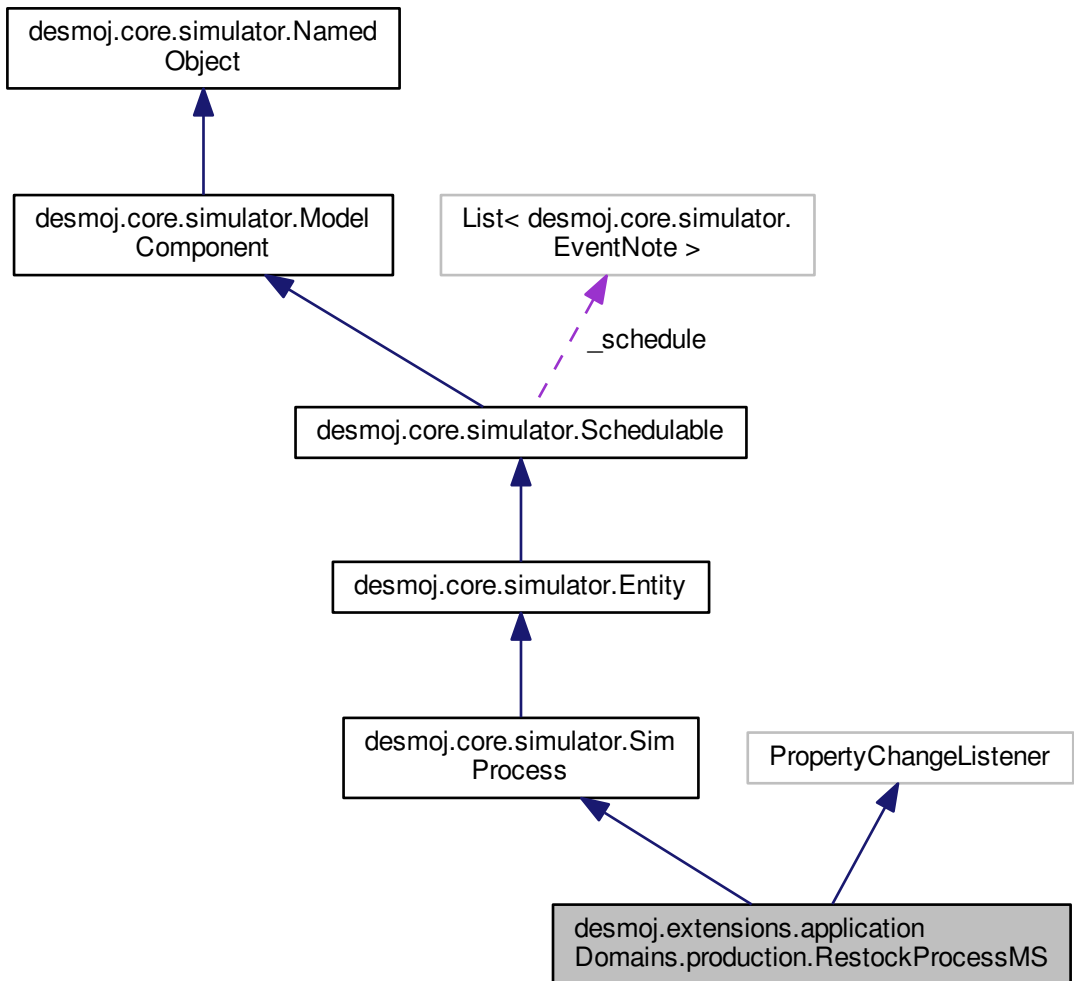 desmoj.core.simulator.Named
Object
desmoj.core.simulator.Model
Component
List< desmoj.core.simulator.
EventNote >
_schedule
desmoj.core.simulator.Schedulable
desmoj.core.simulator.Entity
desmoj.core.simulator.Sim
Process
PropertyChangeListener
desmoj.extensions.application
Domains.production.RestockProcessMS